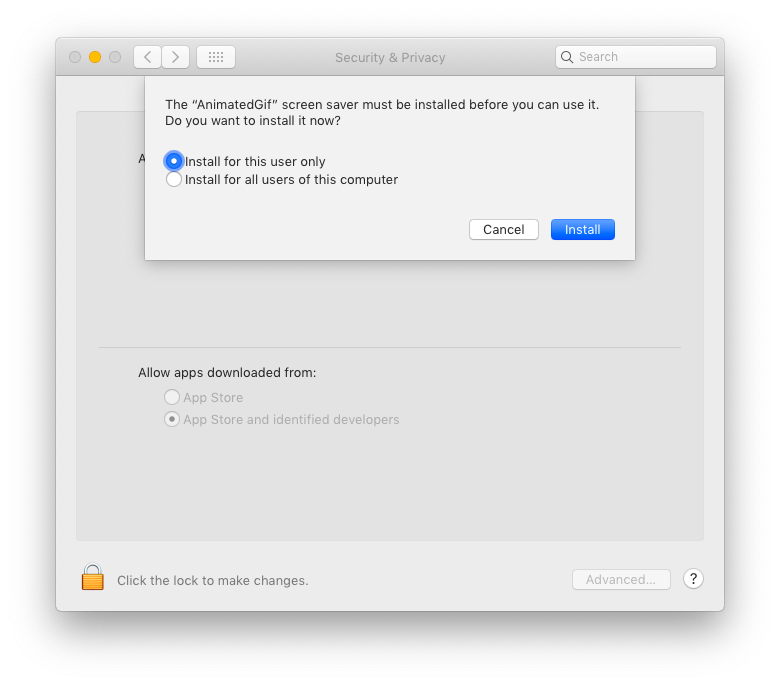 Security & Privacy
Search
The “AnimatedGif” screen saver must be installed before you can use it.
Do you want to install it now?
A
Install for this user only
Install for all users of this computer
Cancel
Install
Allow apps downloaded from:
App Store
App Store and identified developers
Click the lock to make changes.
Advanced...
?